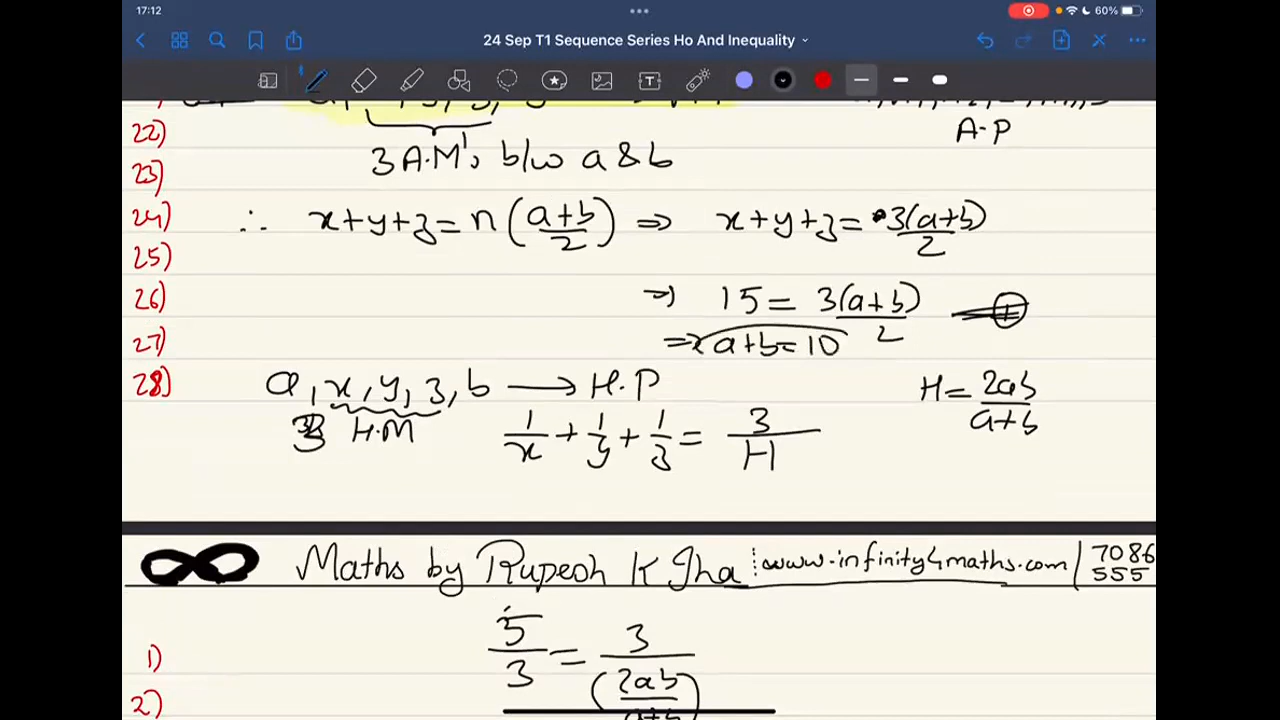 17:12
60%
24 Sep T1 Sequence Series Ho And Inequality
22)
A·P
3 A·M's b/w a & b
23)
24) ∴ x+y+z = n (a+b/2) ⇒ x+y+z = 3(a+b)/2
25)
26) ⇒ 15 = 3(a+b)/2
27) ⇒ a+b = 10
28) a, x, y, z, b → H.P H = 2ab/a+b
3 H·M 1/x + 1/y + 1/z = 3/H
Maths by Rupesh K Jha www.infinity4maths.com / 7086
555
1) 5/3 = 3/(2ab/a+b)
2)